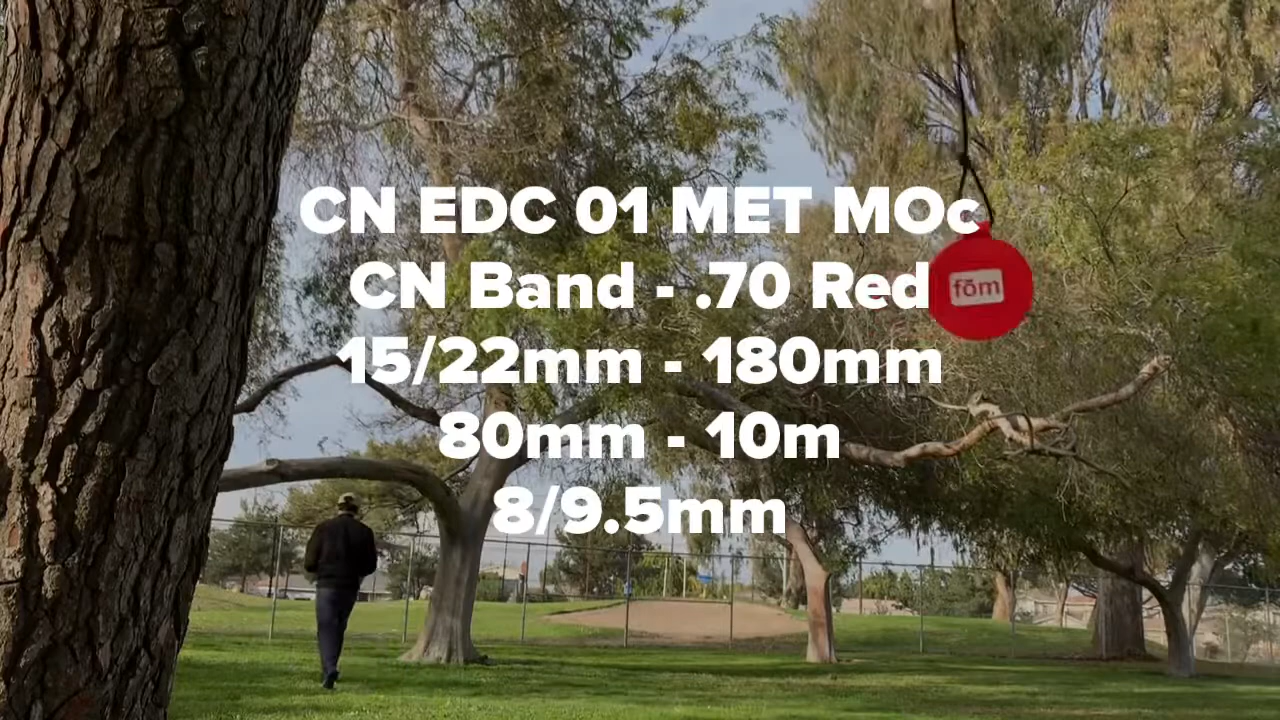 CN EDC 01 MET MOc
CN Band - .70 Red
fōm
15/22mm - 180mm
80mm - 10m
8/9.5mm